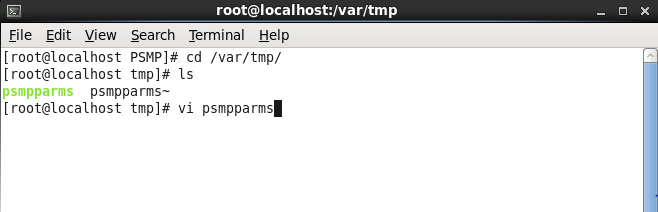 root@localhost:/var/tmp
File Edit View Search Terminal Help
[root@localhost PSMP]# cd /var/tmp/
[root@localhost tmp]# ls
psmpparms  psmpparms~
[root@localhost tmp]# vi psmpparms